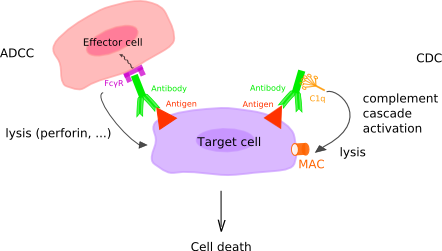 Effector cell
ADCC
CDC
FcγR
Antibody
Antibody
C1q
Antigen
Antigen
complement
cascade
activation
lysis (perforin, ...)
Target cell
lysis
MAC
Cell death